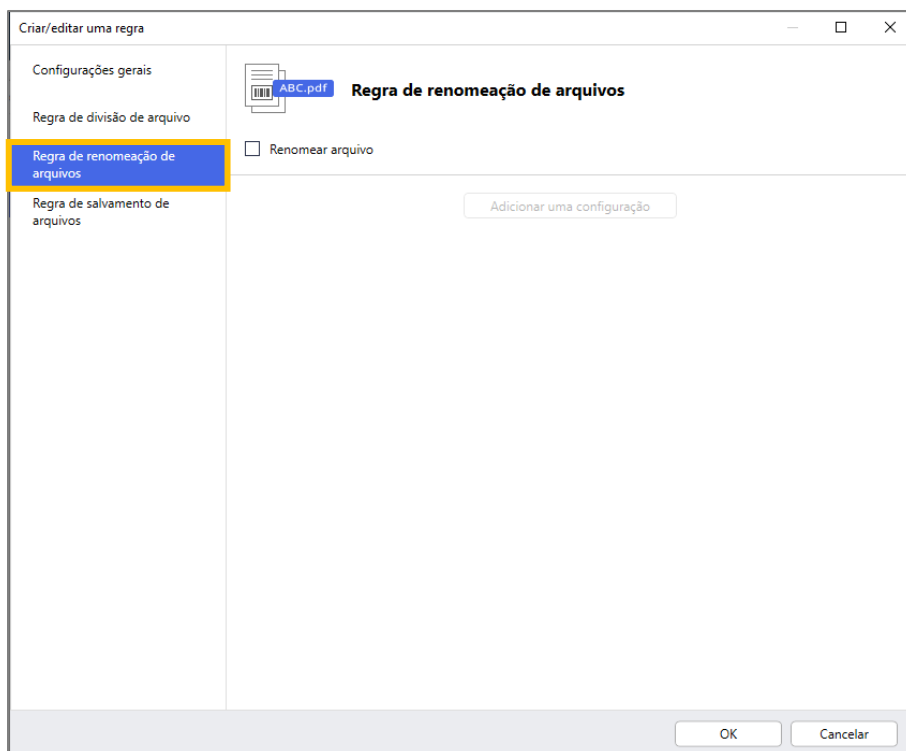 Criar/editar uma regra
Configurações gerais
Regra de divisão de arquivo
Regra de renomeação de
arquivos
Regra de salvamento de
arquivos
ABC.pdf
Regra de renomeação de arquivos
Renomear arquivo
Adicionar uma configuração
OK
Cancelar